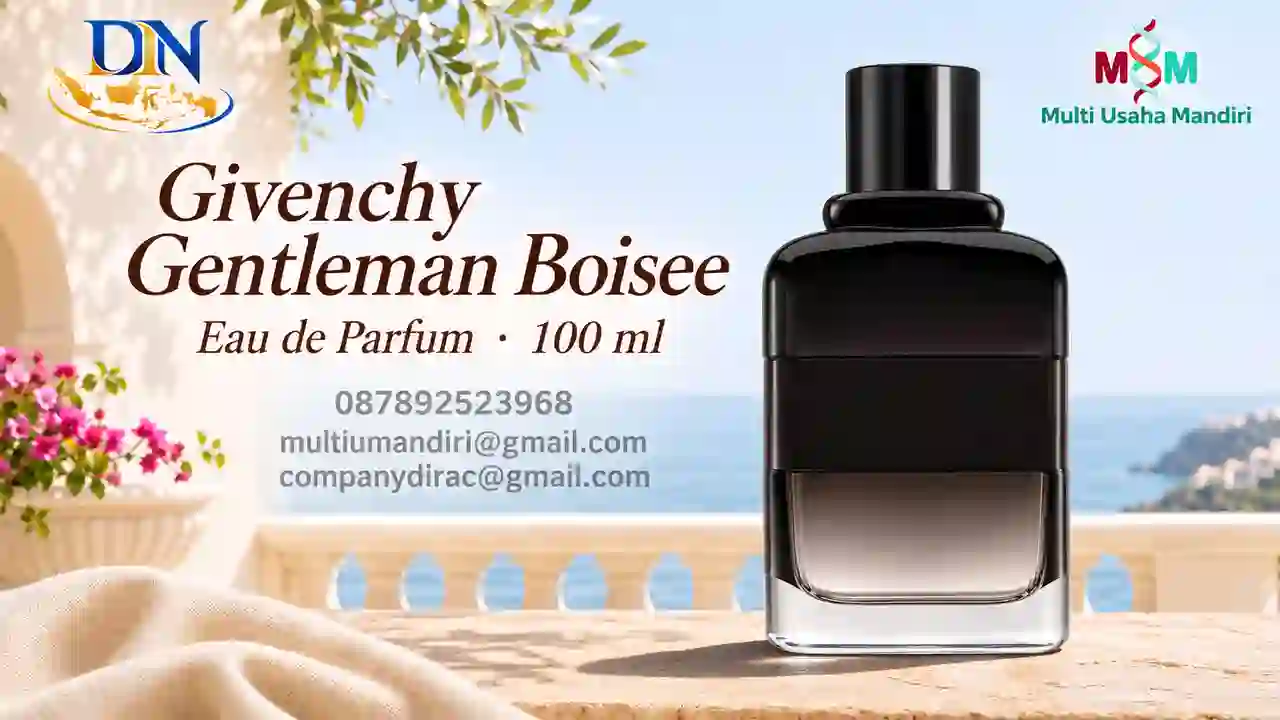 DN
MSM
Multi Usaha Mandiri
Givenchy
Gentleman Boisee
Eau de Parfum · 100 ml
087892523968
multiumandiri@gmail.com
companydirac@gmail.com